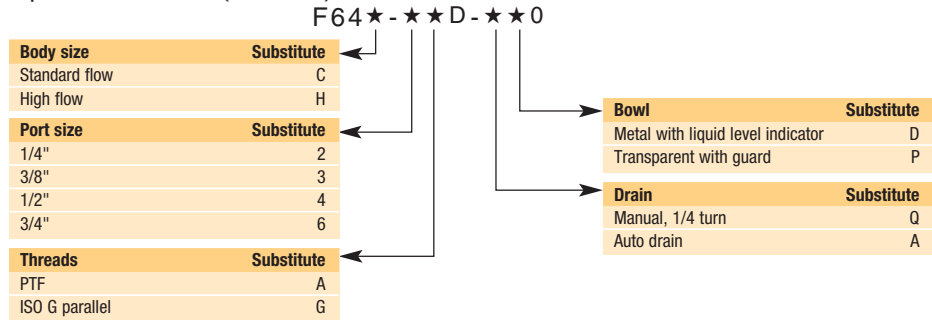 F64★-★★D-★★0
Body size Substitute
Standard flow C
High flow H
Port size Substitute
1/4" 2
3/8" 3
1/2" 4
3/4" 6
Threads Substitute
PTF A
ISO G parallel G
Bowl Substitute
Metal with liquid level indicator D
Transparent with guard P
Drain Substitute
Manual, 1/4 turn Q
Auto drain A